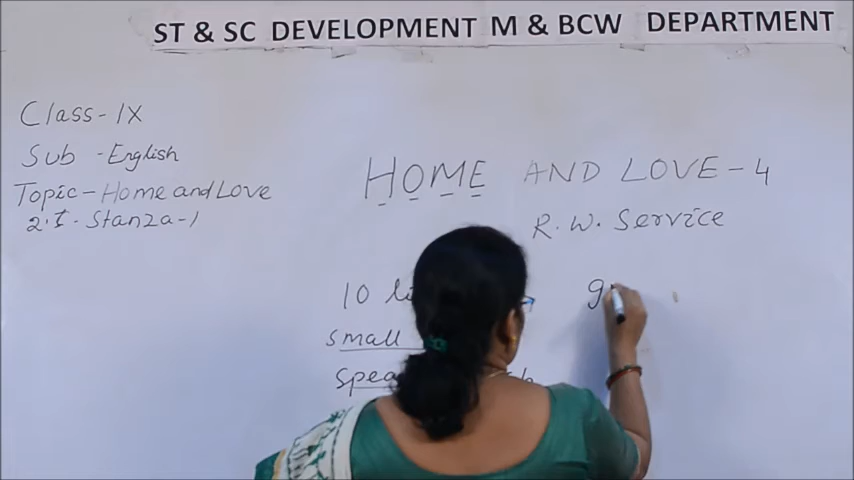 ST & SC DEVELOPMENT M & BCW DEPARTMENT
Class - IX
Sub - English
Topic - Home and Love
2. I - Stanza - 1
HOME AND LOVE - 4
R. W. Service
10
small